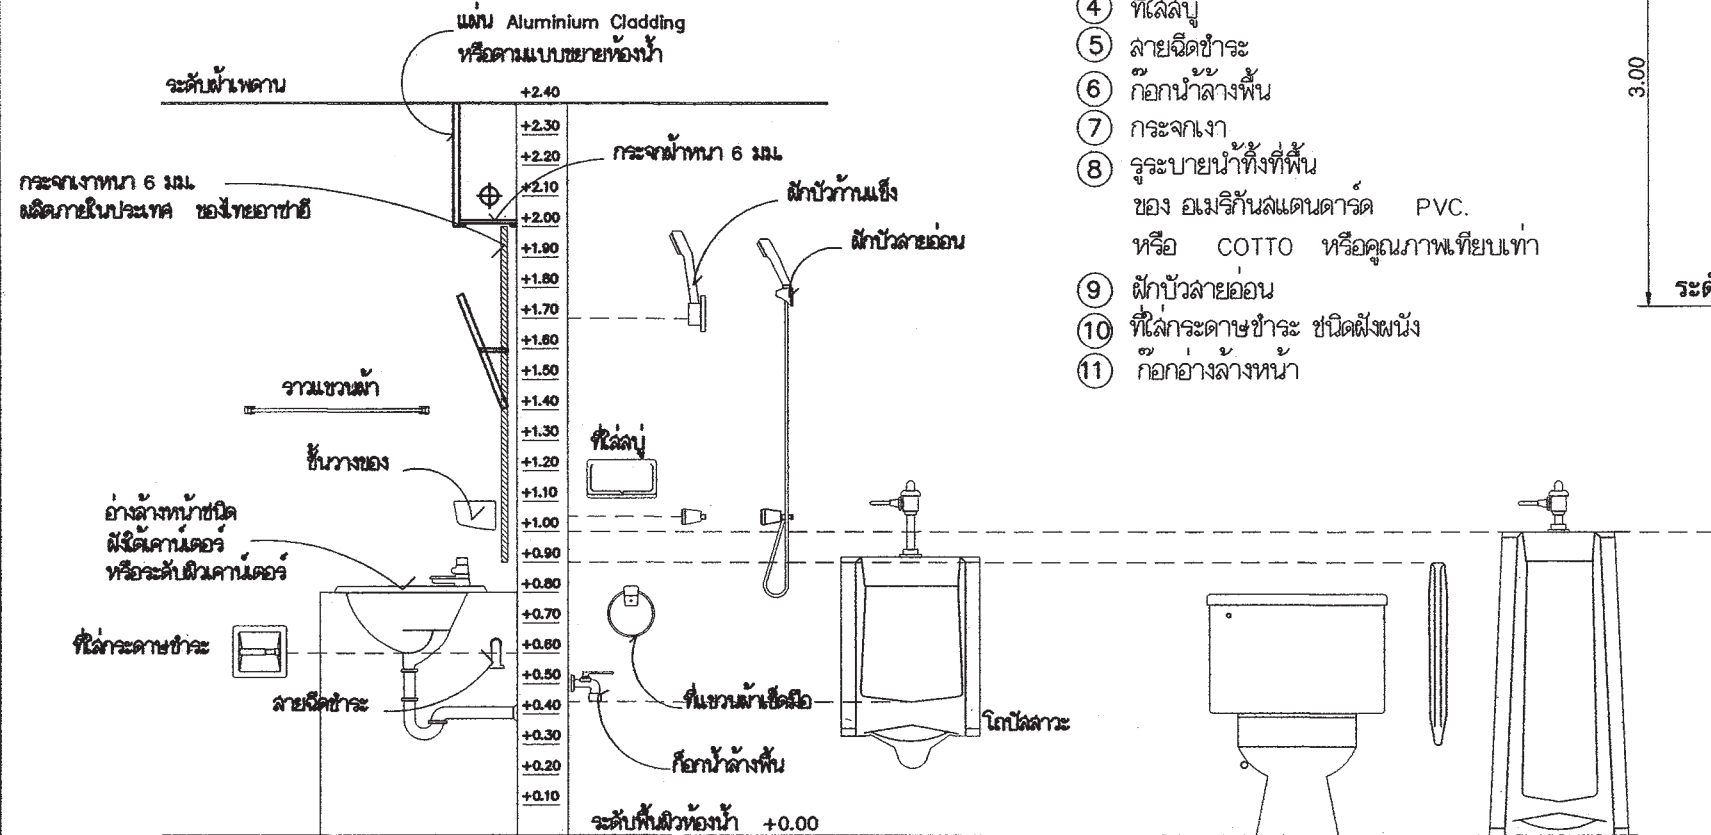 แผ่น Aluminium Cladding
หรือตามแบบขยายห้องน้ำ
ระดับฝ้าเพดาน
+2.40
+2.30
+2.20
+2.10
+2.00
+1.90
+1.80
+1.70
+1.60
+1.50
+1.40
+1.30
+1.20
+1.10
+1.00
+0.90
+0.80
+0.70
+0.60
+0.50
+0.40
+0.30
+0.20
+0.10
กระจกฝ้าหนา 6 มม.
กระจกเงาหนา 6 มม.
ผลิตภายในประเทศ ของไทยอาซาฮี
ฝักบัวก้านแข็ง
ฝักบัวสายอ่อน
ราวแขวนผ้า
ที่ใส่สบู่
ชั้นวางของ
อ่างล้างหน้าชนิด
ฝังใต้เคาน์เตอร์
หรือระดับผิวเคาน์เตอร์
ที่ใส่กระดาษชำระ
สายฉีดชำระ
ที่แขวนผ้าเช็ดมือ
ก็อกน้ำล้างพื้น
โถปัสสาวะ
ระดับพื้นผิวห้องน้ำ +0.00
4 ที่ใส่สบู่
5 สายฉีดชำระ
6 ก๊อกน้ำล้างพื้น
7 กระจกเงา
8 รูระบายน้ำทิ้งที่พื้น
ของ อเมริกันสแตนดาร์ด PVC.
หรือ COTTO หรือคุณภาพเทียบเท่า
9 ฝักบัวสายอ่อน
10 ที่ใส่กระดาษชำระ ชนิดฝังผนัง
11 ก๊อกอ่างล้างหน้า
3.00